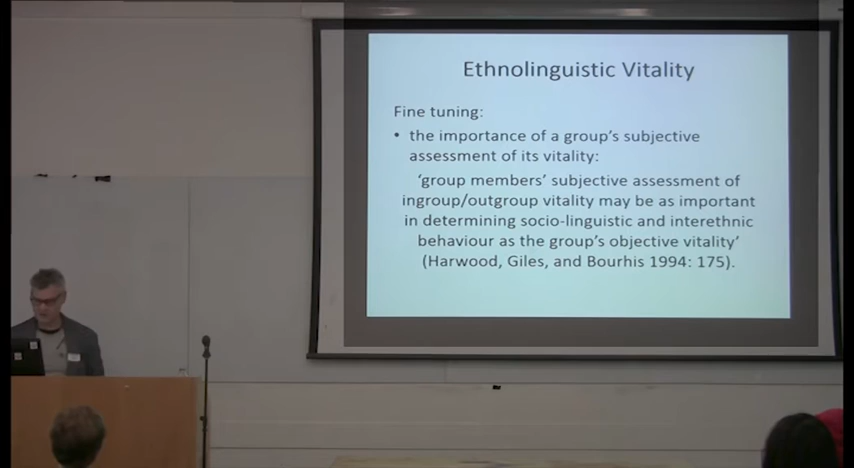 Ethnolinguistic Vitality
Fine tuning:
• the importance of a group's subjective
assessment of its vitality:
'group members' subjective assessment of
ingroup/outgroup vitality may be as important
in determining socio-linguistic and interethnic
behaviour as the group's objective vitality'
(Harwood, Giles, and Bourhis 1994: 175).